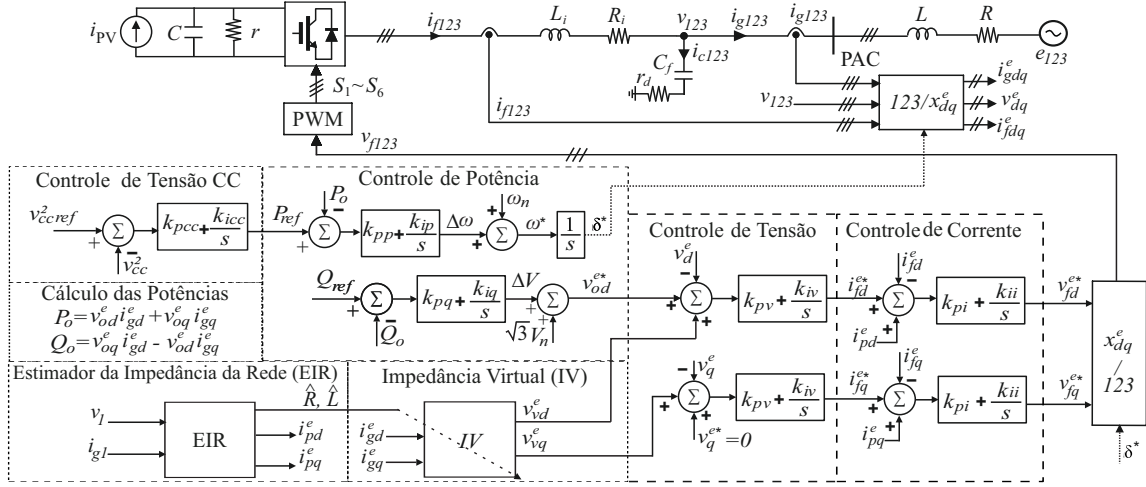 i_PV
C
r
S_1~S_6
PWM
v_f123
i_f123
L_i
R_i
v_123
i_c123
C_f
r_d
i_g123
i_g123
PAC
L
R
e_123
i_f123
v_123
123/x^e_dq
i^e_gdq
v^e_dq
i^e_fdq
Controle de Tensão CC
v^2_cc ref
+
Σ
-
v^2_cc
k_pcc + k_icc/s
P_ref
Controle de Potência
P_o
-
+
Σ
k_pp + k_ip/s
Δω
ω_n
+
+
Σ
ω*
1/s
δ*
Q_ref
+
Σ
-
Q_o
k_pq + k_iq/s
ΔV
+
+
Σ
√3 V_n
v^e*_od
Cálculo das Potências
P_o = v^e_od i^e_gd + v^e_oq i^e_gq
Q_o = v^e_oq i^e_gd - v^e_od i^e_gq
Controle de Tensão
v^e_d
-
+
+
Σ
k_pv + k_iv/s
i^e*_fd
v^e_q
-
+
+
Σ
v^e*_q = 0
k_pv + k_iv/s
i^e*_fq
Controle de Corrente
i^e_fd
-
+
+
Σ
i^e_pd
k_pi + k_ii/s
v^e*_fd
i^e_fq
-
+
+
Σ
i^e_pq
k_pi + k_ii/s
v^e*_fq
x^e_dq
/
123
δ*
Estimador da Impedância da Rede (EIR)
R̂, L̂
v_1
i_g1
EIR
i^e_pd
i^e_pq
Impedância Virtual (IV)
i^e_gd
i^e_gq
IV
v^e_vd
v^e_vq